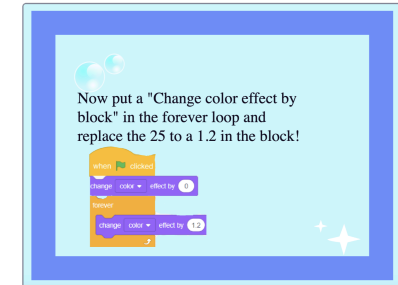 Now put a "Change color effect by
block" in the forever loop and
replace the 25 to a 1.2 in the block!
when clicked
change color effect by 0
forever
change color effect by 1.2